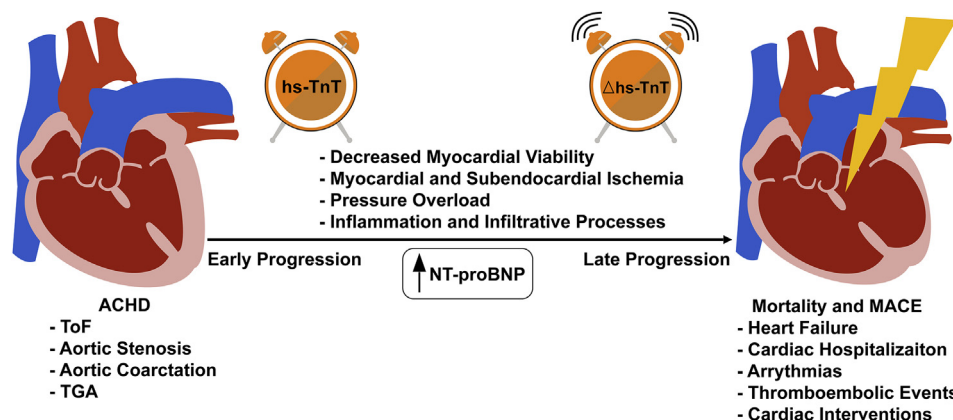 hs-TnT
△hs-TnT
- Decreased Myocardial Viability
- Myocardial and Subendocardial Ischemia
- Pressure Overload
- Inflammation and Infiltrative Processes
Early Progression
NT-proBNP
Late Progression
ACHD
- ToF
- Aortic Stenosis
- Aortic Coarctation
- TGA
Mortality and MACE
- Heart Failure
- Cardiac Hospitalizaiton
- Arrythmias
- Thromboembolic Events
- Cardiac Interventions